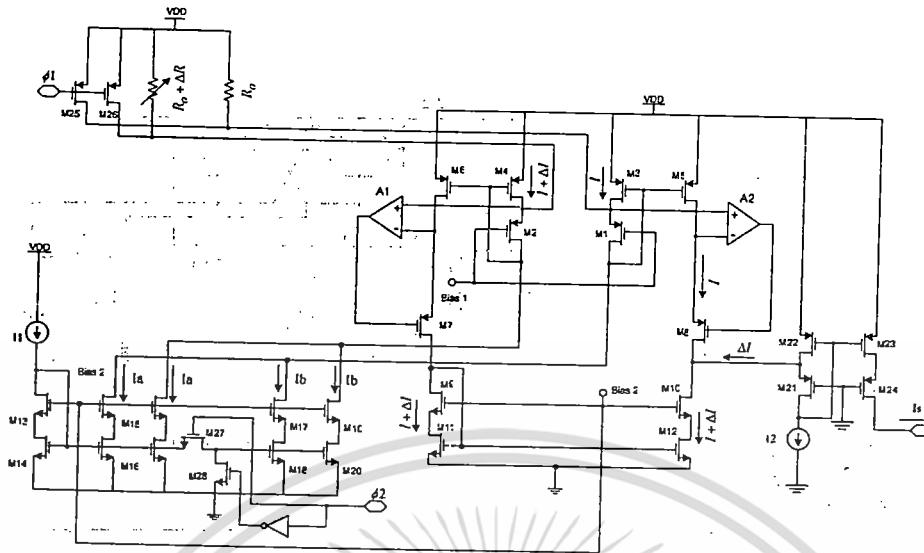 VDD
ϕ1
M25
M26
R₀ + ΔR
R₀
VDD
M6
M4
I + ΔI
I
M3
M5
A1
A2
M2
M1
I
Bias 1
VDD
M7
M8
M22
M23
I1
ΔI
Bias 2
Ia
Ia
Ib
Ib
Bias 2
M9
M10
M21
M24
M13
M15
M17
M19
I + ΔI
I + ΔI
Is
M27
M11
M12
I2
M14
M16
M28
M18
M20
ϕ2